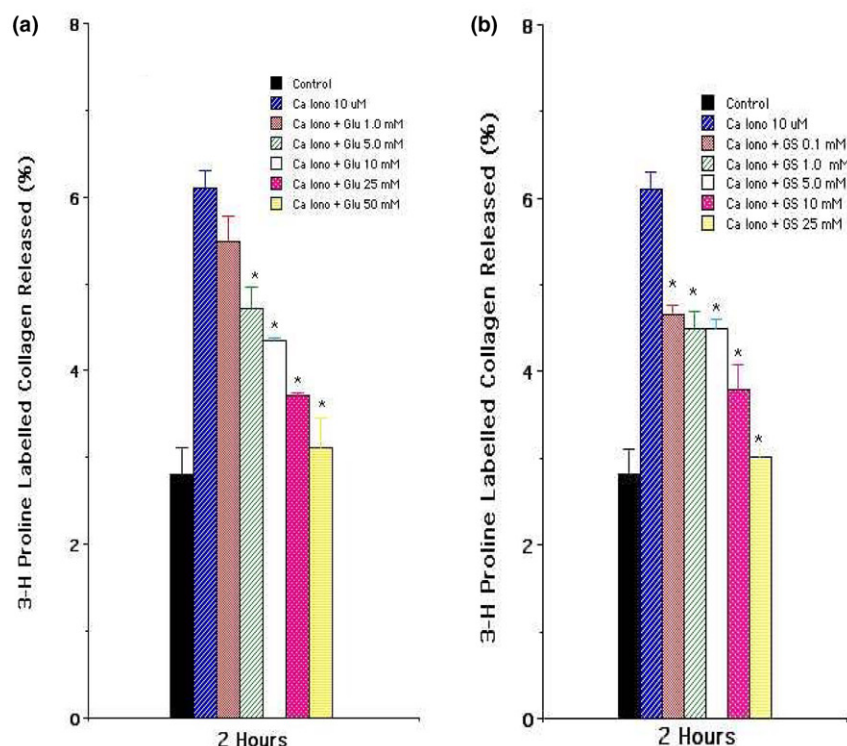 (a)
3-H Proline Labelled Collagen Released (%)
8
6
4
2
0
Control
Ca Iono 10 uM
Ca Iono + Glu 1.0 mM
Ca Iono + Glu 5.0 mM
Ca Iono + Glu 10 mM
Ca Iono + Glu 25 mM
Ca Iono + Glu 50 mM
*
*
*
*
2 Hours
(b)
3-H Proline Labelled Collagen Released (%)
8
6
4
2
0
Control
Ca Iono 10 uM
Ca Iono + GS 0.1 mM
Ca Iono + GS 1.0 mM
Ca Iono + GS 5.0 mM
Ca Iono + GS 10 mM
Ca Iono + GS 25 mM
*
*
*
*
*
2 Hours